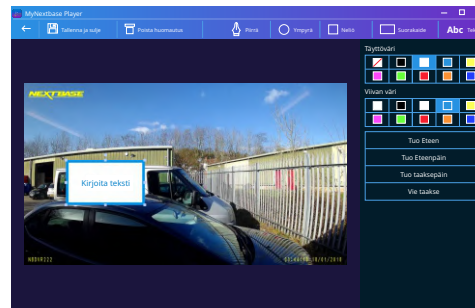 MyNextbase Player
Tallenna ja sulje
Poista huomautus
Piirrä
Ympyrä
Neliö
Suorakaide
Abc
Täyttöväri
NEXTBASE
Viivan väri
Tuo Eteen
Tuo Eteenpäin
Tuo taaksepäin
Vie taakse
Kirjoita teksti